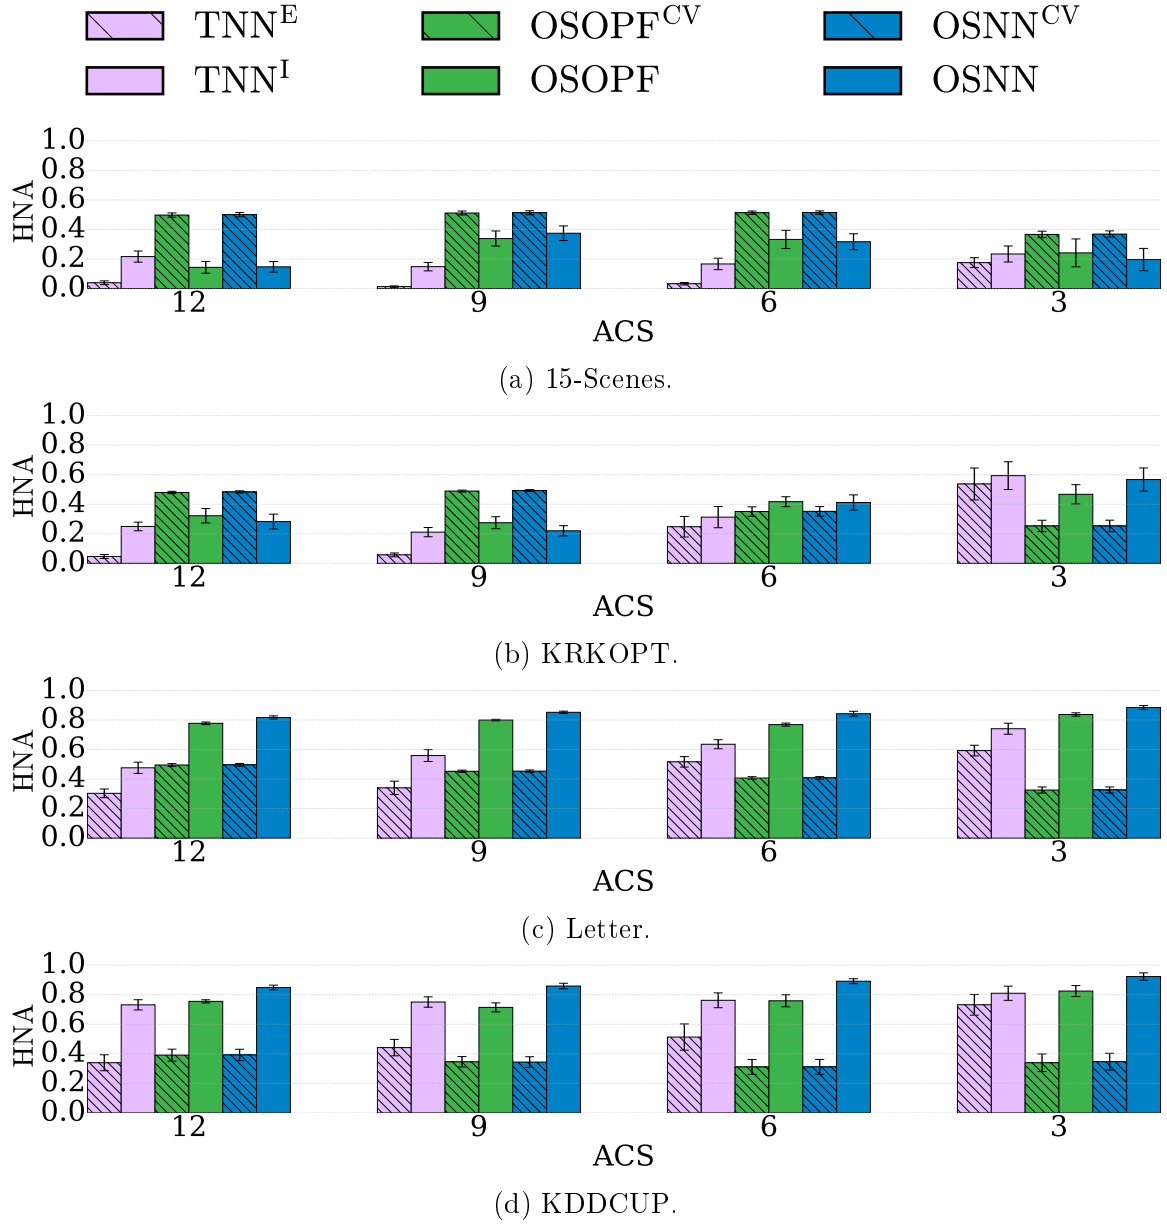 TNN^E OSOPF^CV OSNN^CV
TNN^I OSOPF OSNN
1.0
0.8
0.6
0.4
0.2
0.0
HNA
12 9 6 3
ACS
(a) 15-Scenes.
1.0
0.8
0.6
0.4
0.2
0.0
HNA
12 9 6 3
ACS
(b) KRKOPT.
1.0
0.8
0.6
0.4
0.2
0.0
HNA
12 9 6 3
ACS
(c) Letter.
1.0
0.8
0.6
0.4
0.2
0.0
HNA
12 9 6 3
ACS
(d) KDDCUP.